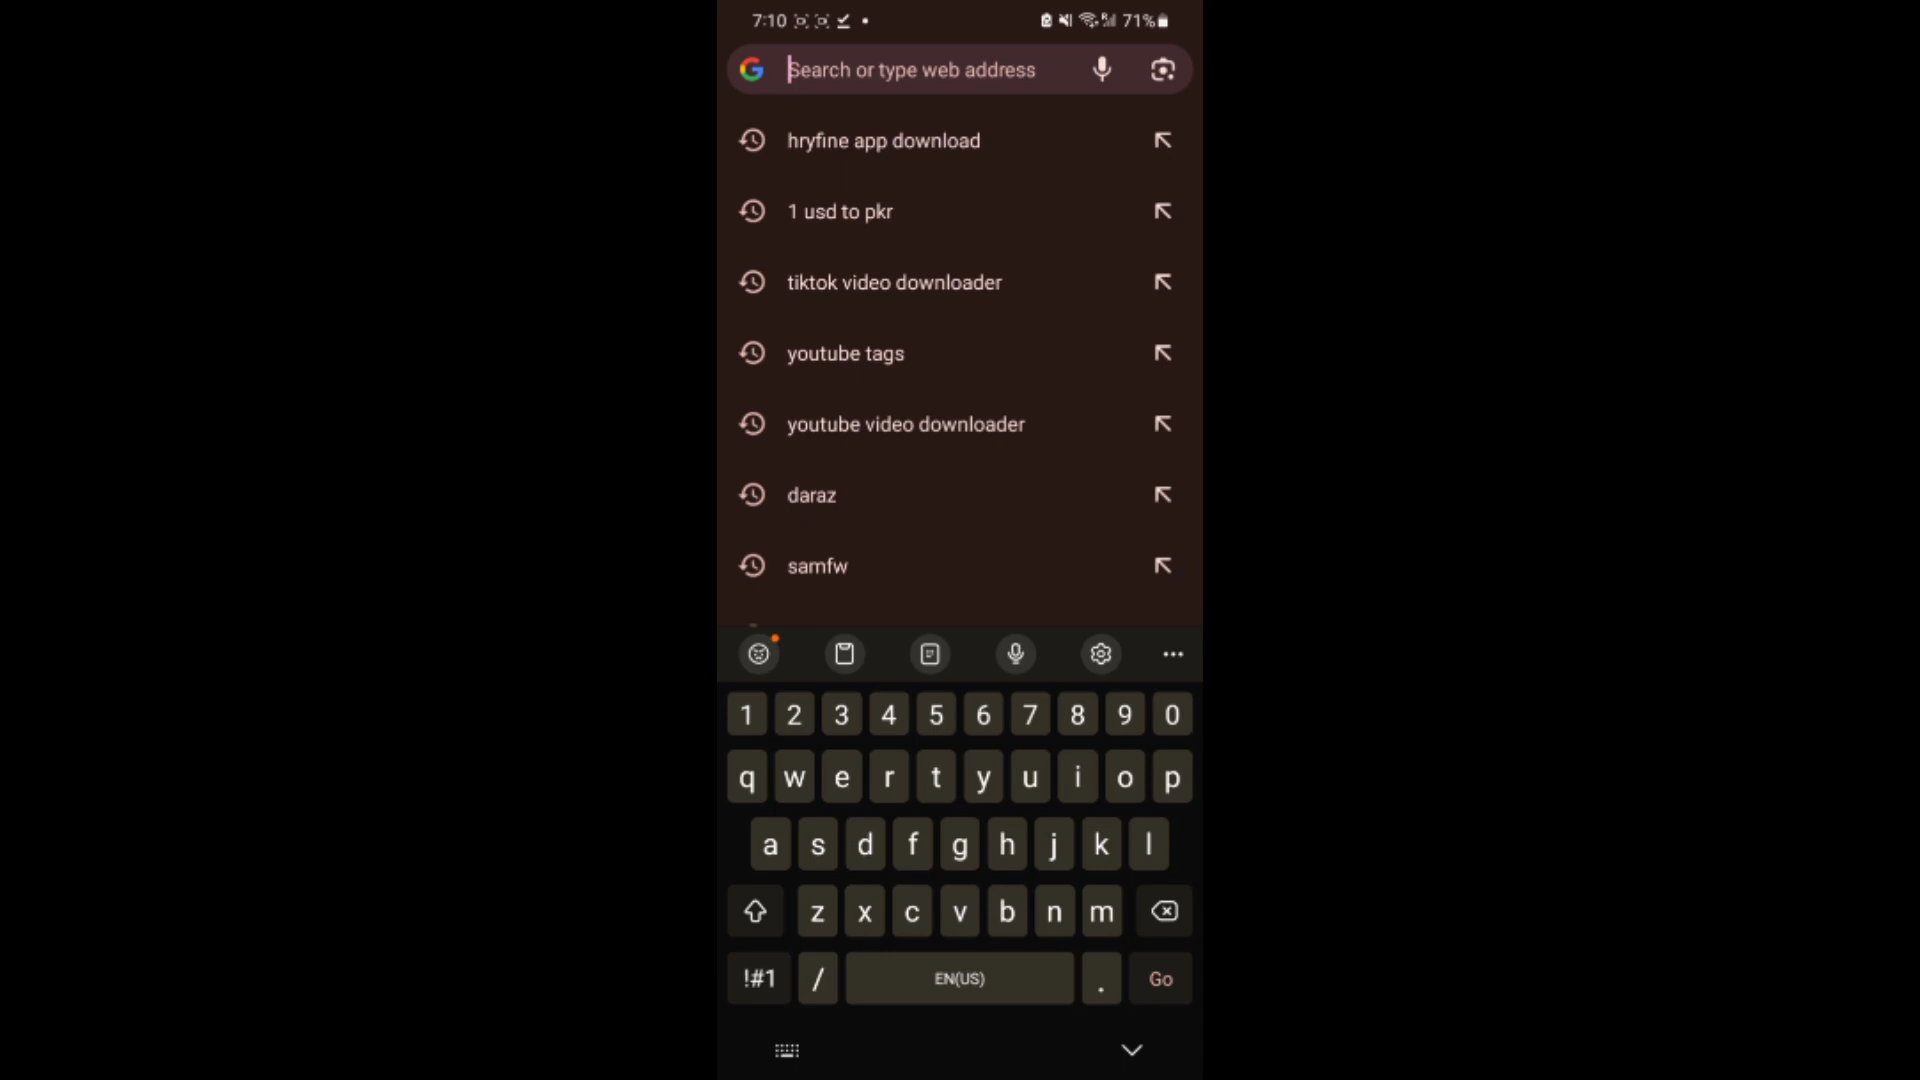 7:10 71%
Search or type web address
hryfine app download
1 usd to pkr
tiktok video downloader
youtube tags
youtube video downloader
daraz
samfw
1 2 3 4 5 6 7 8 9 0
q w e r t y u i o p
a s d f g h j k l
z x c v b n m
!#1 / EN(US) . Go